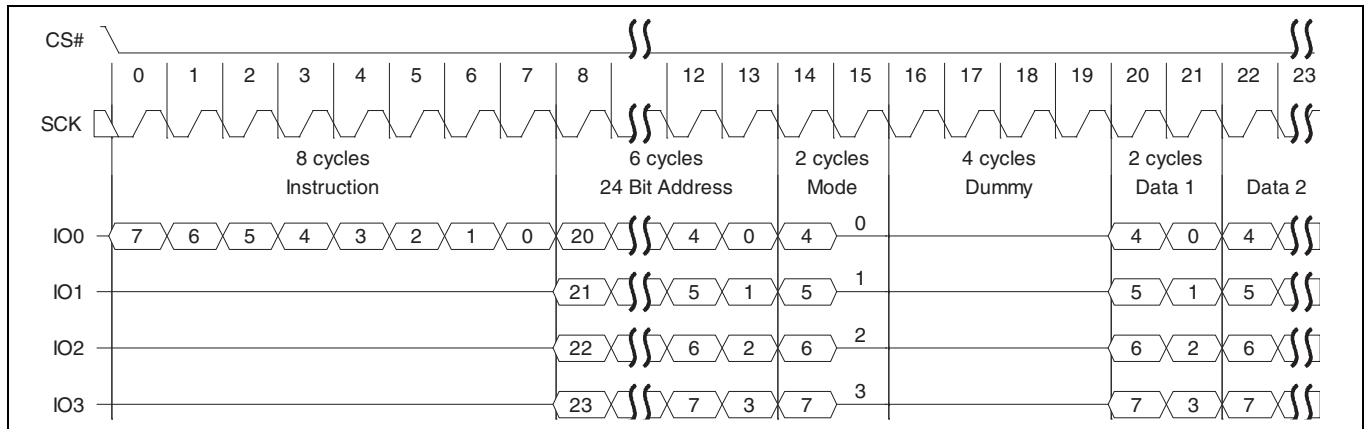 CS#
0 1 2 3 4 5 6 7 8 12 13 14 15 16 17 18 19 20 21 22 23
SCK
8 cycles 6 cycles 2 cycles 4 cycles 2 cycles
Instruction 24 Bit Address Mode Dummy Data 1 Data 2
IO0 7 6 5 4 3 2 1 0 20 4 0 4 0 4 0 4
IO1 21 5 1 5 1 5 1 5
IO2 22 6 2 6 2 6 2 6
IO3 23 7 3 7 3 7 3 7